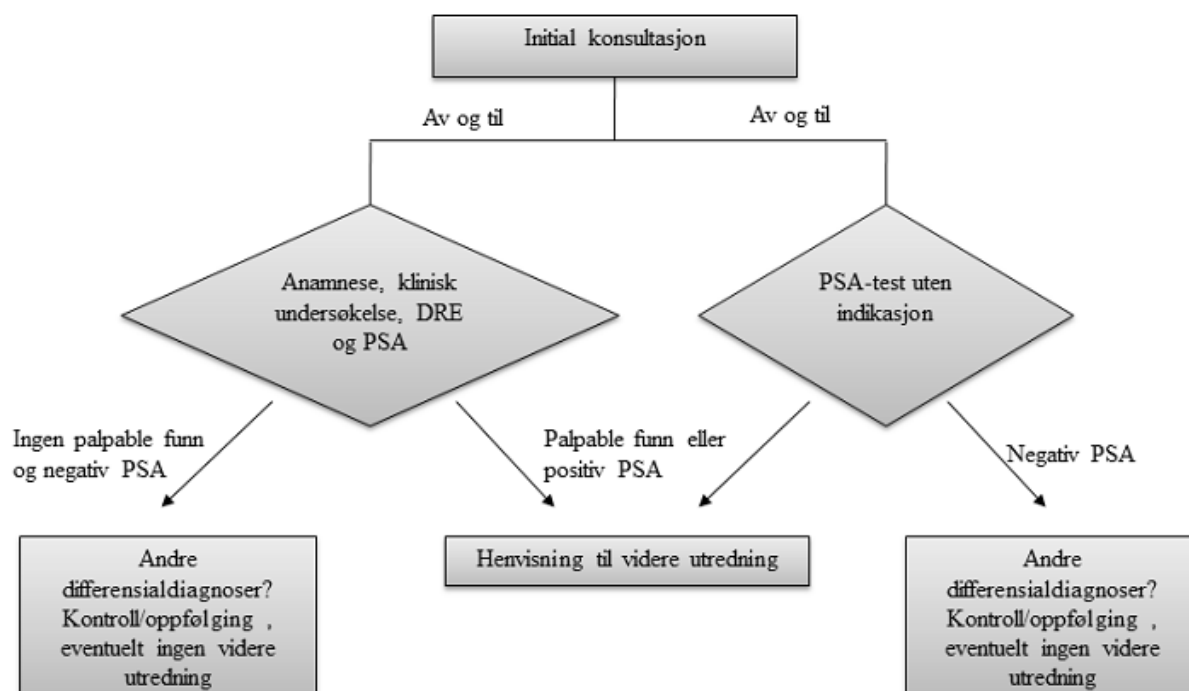 Initial konsultasjon
Av og til
Av og til
Anamnese, klinisk
undersøkelse, DRE
og PSA
PSA-test uten
indikasjon
Ingen palpable funn
og negativ PSA
Palpable funn eller
positiv PSA
Negativ PSA
Andre
differensialdiagnoser?
Kontroll/oppfølging ,
eventuelt ingen videre
utredning
Henvisning til videre utredning
Andre
differensialdiagnoser?
Kontroll/oppfølging ,
eventuelt ingen videre
utredning